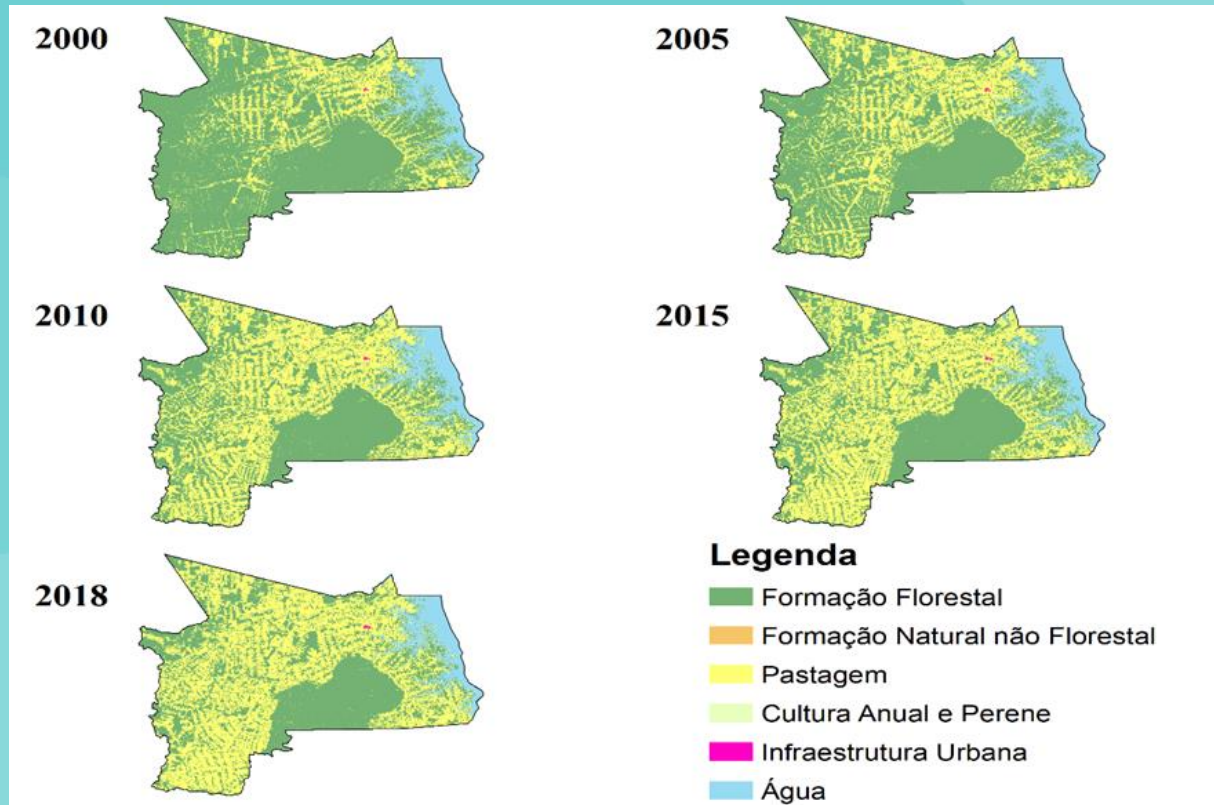 2000
2005
2010
2015
2018
Legenda
Formação Florestal
Formação Natural não Florestal
Pastagem
Cultura Anual e Perene
Infraestrutura Urbana
Água